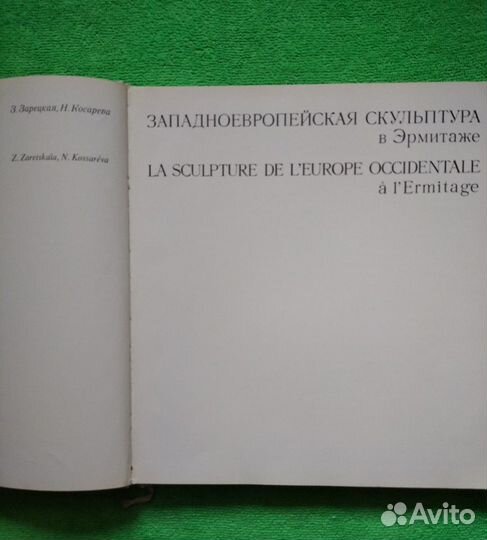 З. Зарецкая, Н. Косарева
Z. Zaretskaïa, N. Kossaréva
ЗАПАДНОЕВРОПЕЙСКАЯ СКУЛЬПТУРА
в Эрмитаже
LA SCULPTURE DE L'EUROPE OCCIDENTALE
à l'Ermitage
Avito